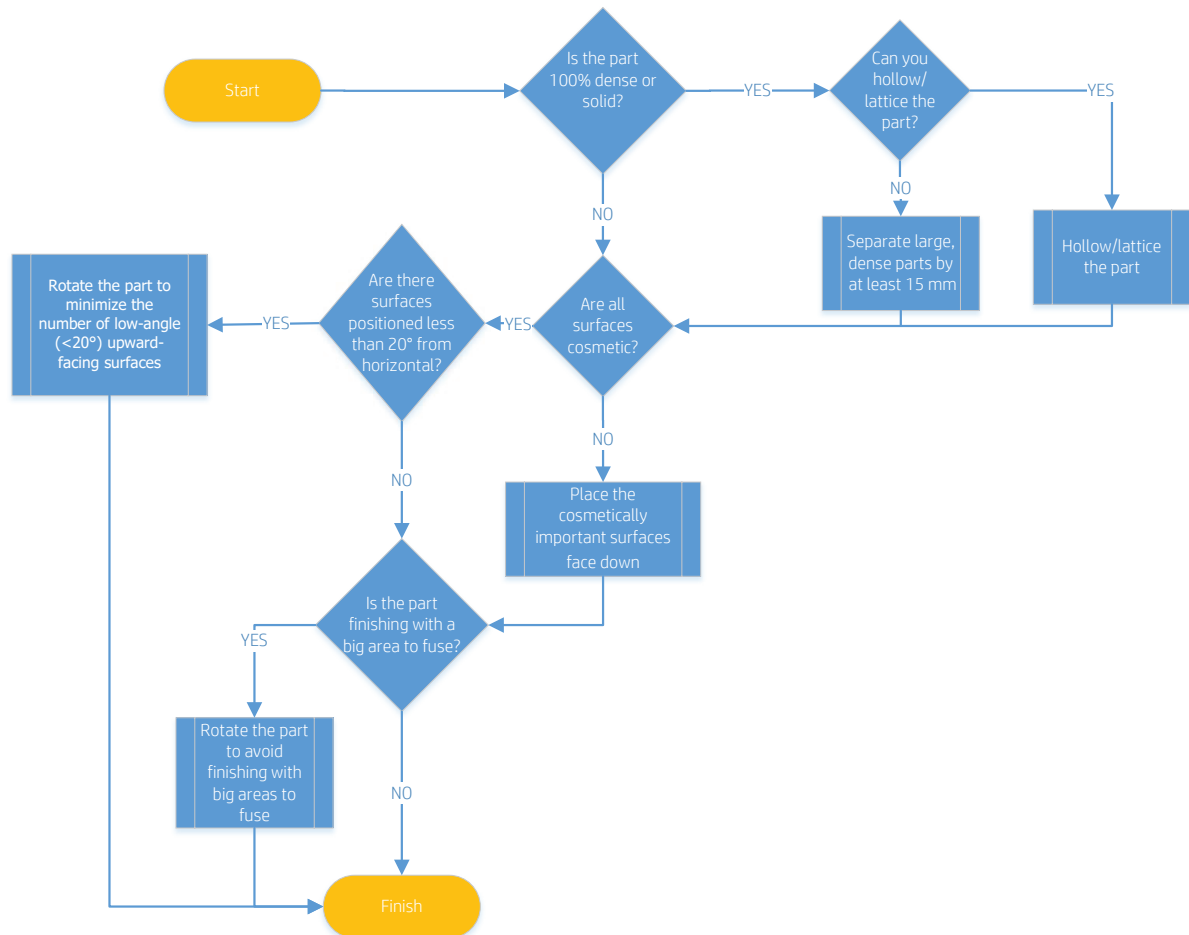 Start
Is the part
100% dense or
solid?
YES
Can you
hollow/
lattice the
part?
YES
NO
NO
Separate large,
dense parts by
at least 15 mm
Hollow/lattice
the part
Rotate the part to
minimize the
number of low-angle
(<20°) upward-
facing surfaces
YES
Are there
surfaces
positioned less
than 20° from
horizontal?
YES
Are all
surfaces
cosmetic?
NO
NO
Place the
cosmetically
important surfaces
face down
Is the part
finishing with a
big area to fuse?
YES
Rotate the part
to avoid
finishing with
big areas to
fuse
NO
Finish